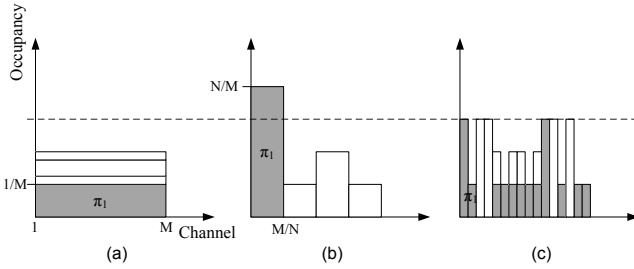 Occupancy
1/M
π1
1
M
Channel
(a)
N/M
π1
M/N
(b)
π1
(c)